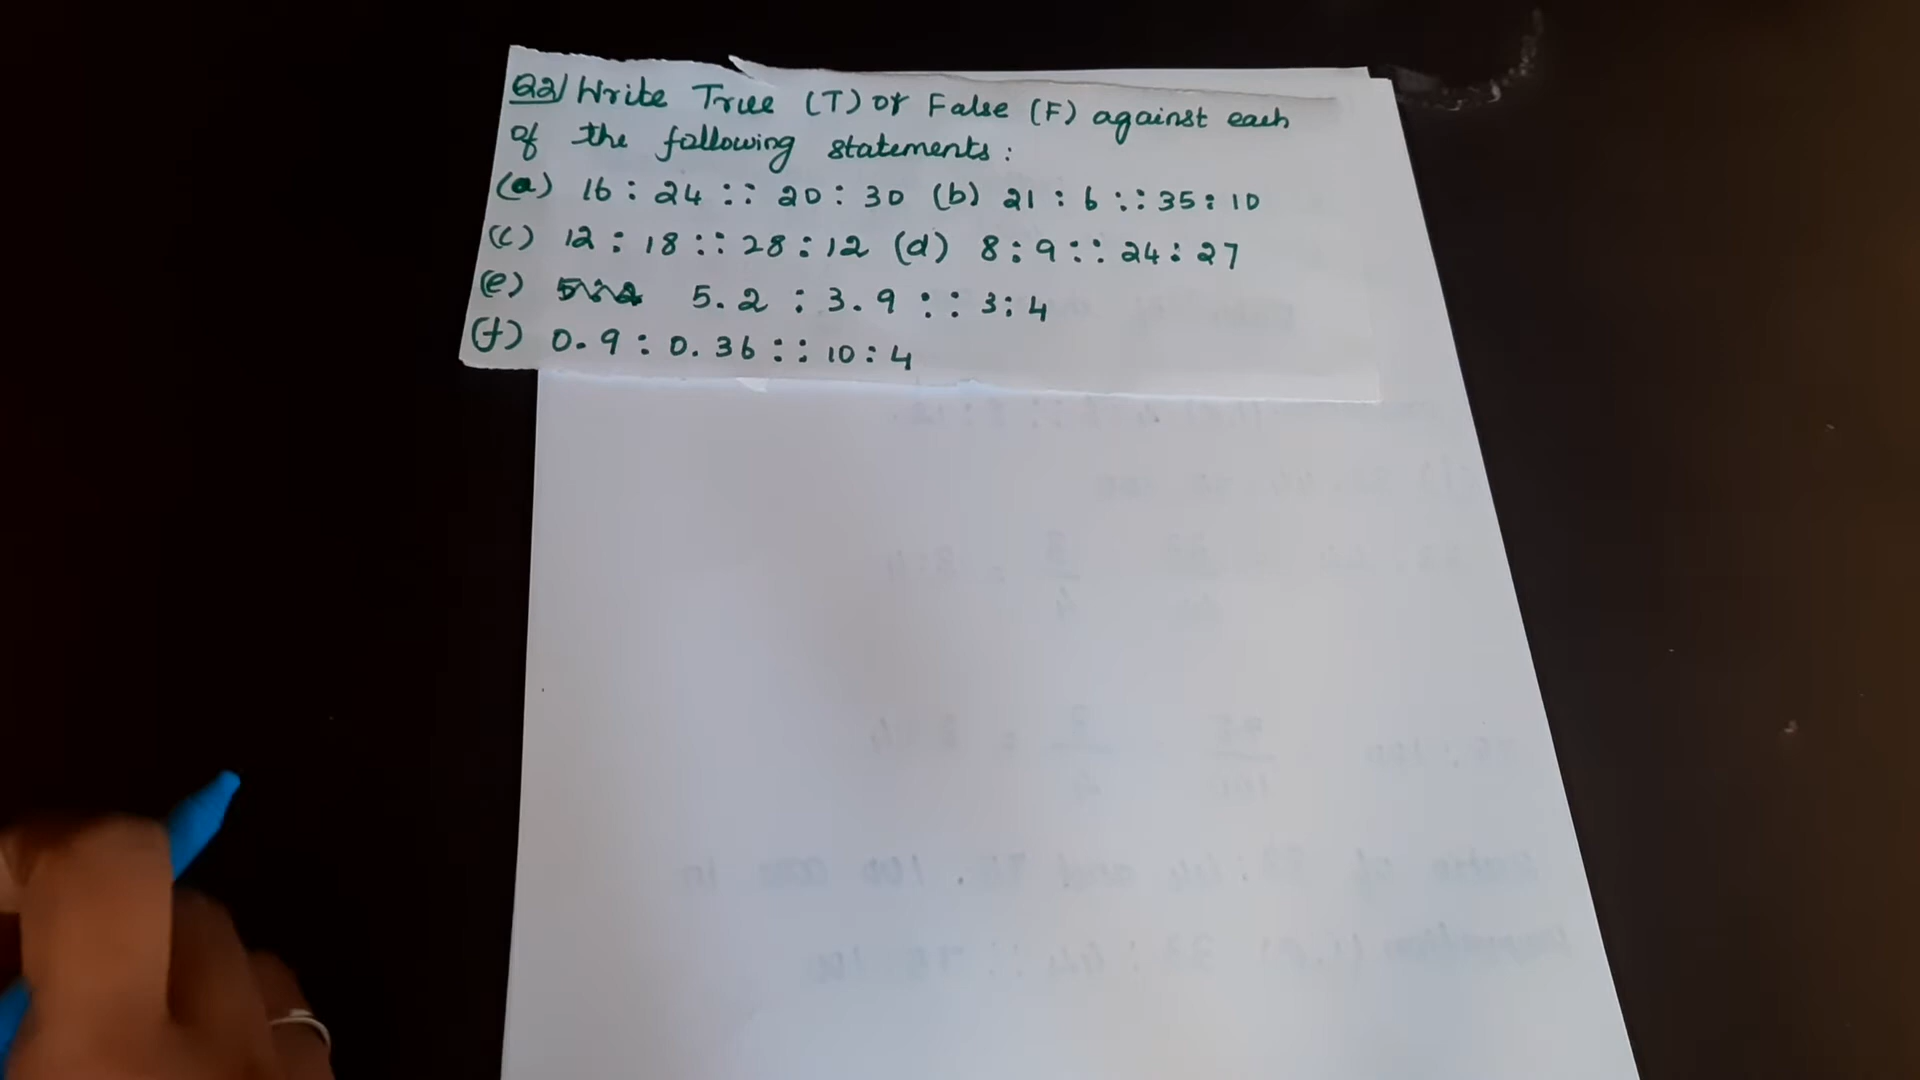 Q2/ Write True (T) or False (F) against each
of the following statements :
(a) 16 : 24 :: 20 : 30 (b) 21 : 6 :: 35 : 10
(c) 12 : 18 :: 28 : 12 (d) 8 : 9 :: 24 : 27
(e) 5.2 : 3.9 :: 3 : 4
(f) 0.9 : 0.36 :: 10 : 4